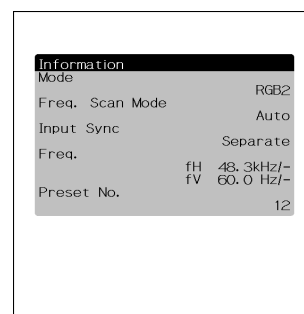 Information
Mode
RGB2
Freq. Scan Mode
Auto
Input Sync
Separate
Freq.
fH 48.3kHz/-
fV 60.0 Hz/-
Preset No.
12